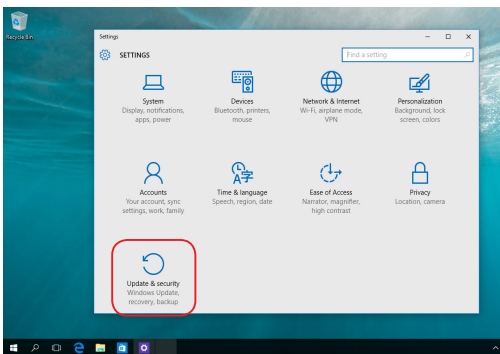 Recycle Bin
Settings
SETTINGS
Find a setting
System
Display, notifications,
apps, power
Devices
Bluetooth, printers,
mouse
Network & Internet
Wi-Fi, airplane mode,
VPN
Personalization
Background, lock
screen, colors
Accounts
Your account, sync
settings, work, family
Time & language
Speech, region, date
Ease of Access
Narrator, magnifier,
high contrast
Privacy
Location, camera
Update & security
Windows Update,
recovery, backup